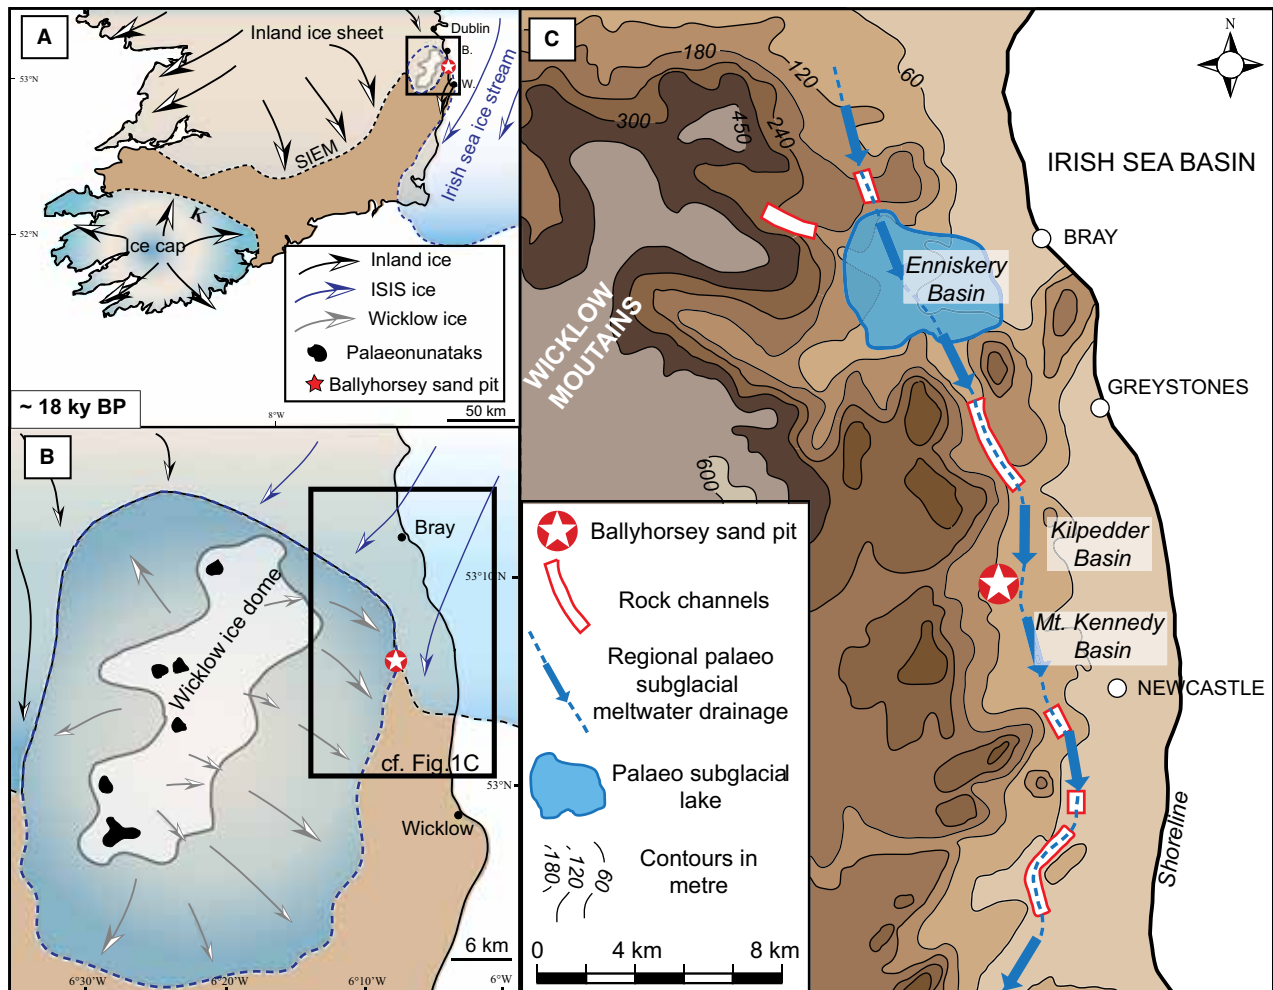 A
Inland ice sheet
Dublin
B.
W.
53°N
52°N
SIEM
K
Ice cap
Irish sea ice stream
Inland ice
ISIS ice
Wicklow ice
Palaeonunataks
Ballyhorsey sand pit
~ 18 ky BP
8°W
50 km
B
Bray
53°10'N
Wicklow ice dome
cf. Fig.1C
53°N
Wicklow
6 km
6°30'W
6°20'W
6°10'W
6°W
C
N
180
120
60
300
450
240
IRISH SEA BASIN
BRAY
Enniskery
Basin
WICKLOW
MOUTAINS
GREYSTONES
600
Kilpedder
Basin
Mt. Kennedy
Basin
NEWCASTLE
Shoreline
Ballyhorsey sand pit
Rock channels
Regional palaeo
subglacial
meltwater drainage
Palaeo subglacial
lake
180
120
60
Contours in
metre
0
4 km
8 km